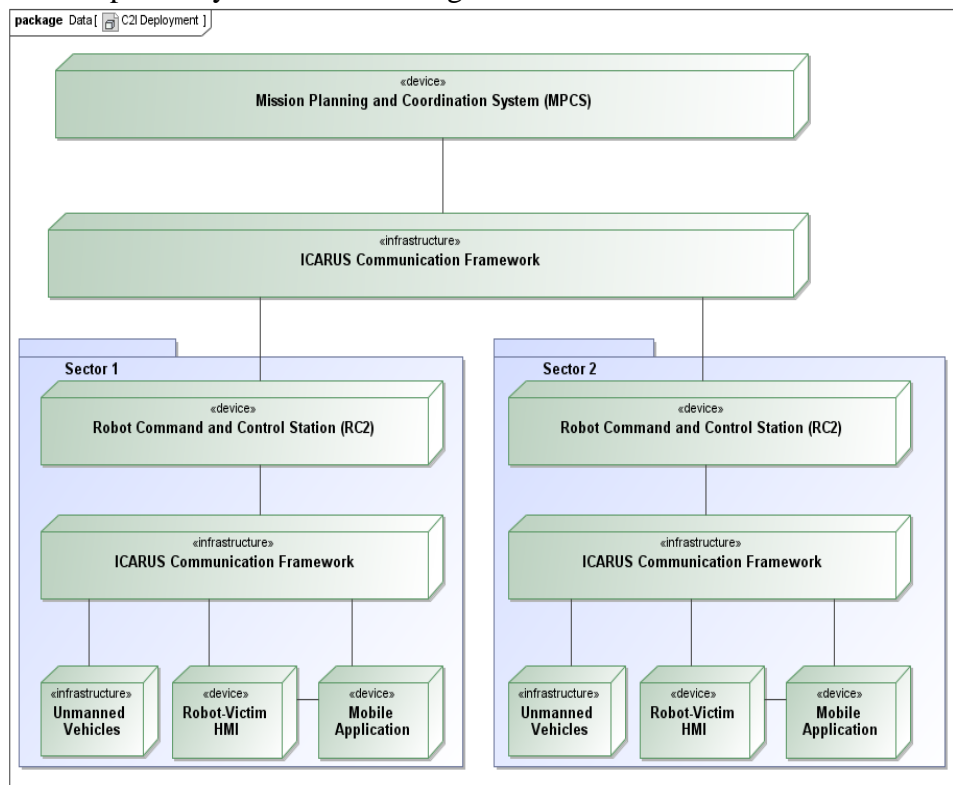 package Data [ C2I Deployment ]
«device»
Mission Planning and Coordination System (MPCS)
«infrastructure»
ICARUS Communication Framework
Sector 1
«device»
Robot Command and Control Station (RC2)
«infrastructure»
ICARUS Communication Framework
«infrastructure»
Unmanned
Vehicles
«device»
Robot-Victim
HMI
«device»
Mobile
Application
Sector 2
«device»
Robot Command and Control Station (RC2)
«infrastructure»
ICARUS Communication Framework
«infrastructure»
Unmanned
Vehicles
«device»
Robot-Victim
HMI
«device»
Mobile
Application